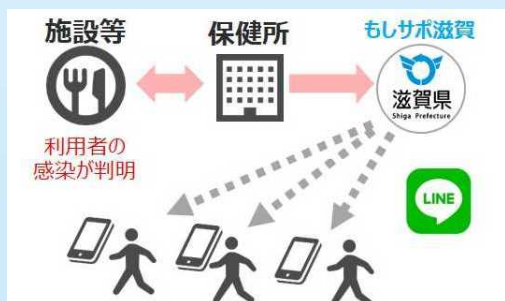 施設等
保健所
もしサポ滋賀
滋賀県
Shiga Prefecture
利用者の
感染が判明
LINE